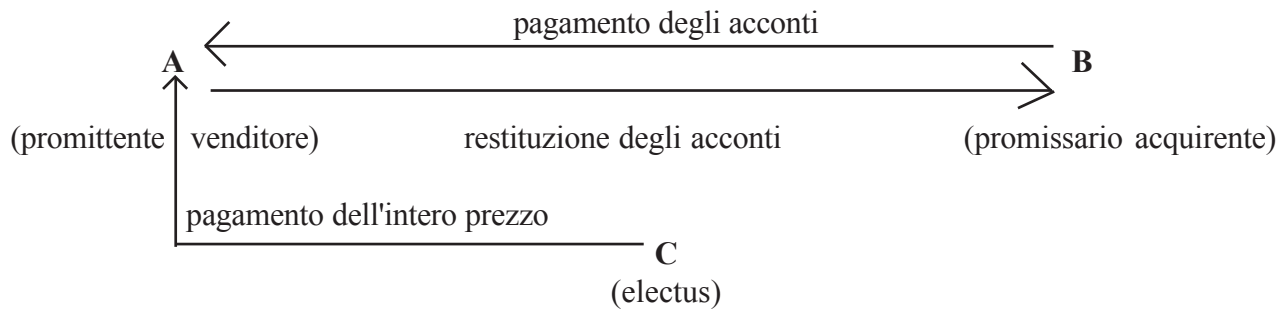 pagamento degli acconti
A B
(promittente venditore) restituzione degli acconti (promissario acquirente)
pagamento dell'intero prezzo
C
(electus)